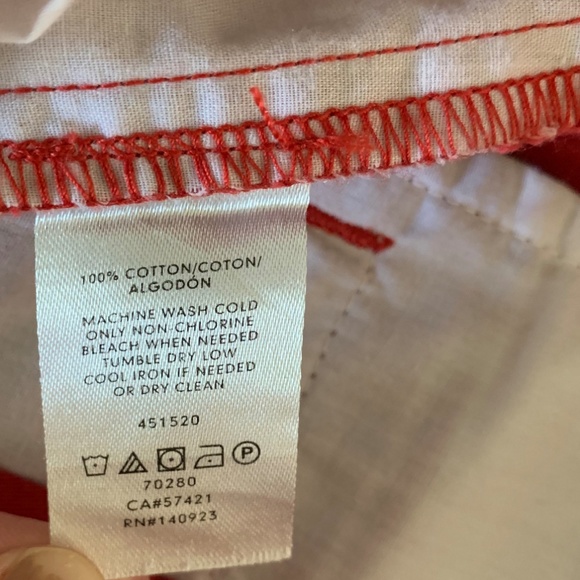 100% COTTON/COTON/
ALGODÓN
MACHINE WASH COLD
ONLY NON-CHLORINE
BLEACH WHEN NEEDED
TUMBLE DRY LOW
COOL IRON IF NEEDED
OR DRY CLEAN
451520
P
70280
CA#57421
RN#140923